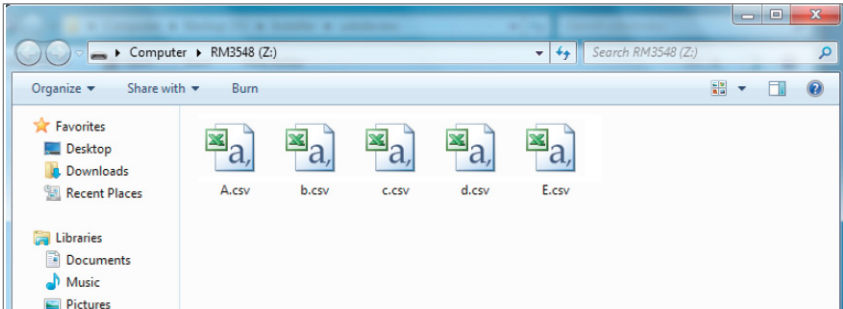 Computer ▸ RM3548 (Z:)
Search RM3548 (Z:)
Organize
Share with
Burn
Favorites
Desktop
Downloads
Recent Places
Libraries
Documents
Music
Pictures
a,
a,
a,
a,
a,
A.csv
b.csv
c.csv
d.csv
E.csv